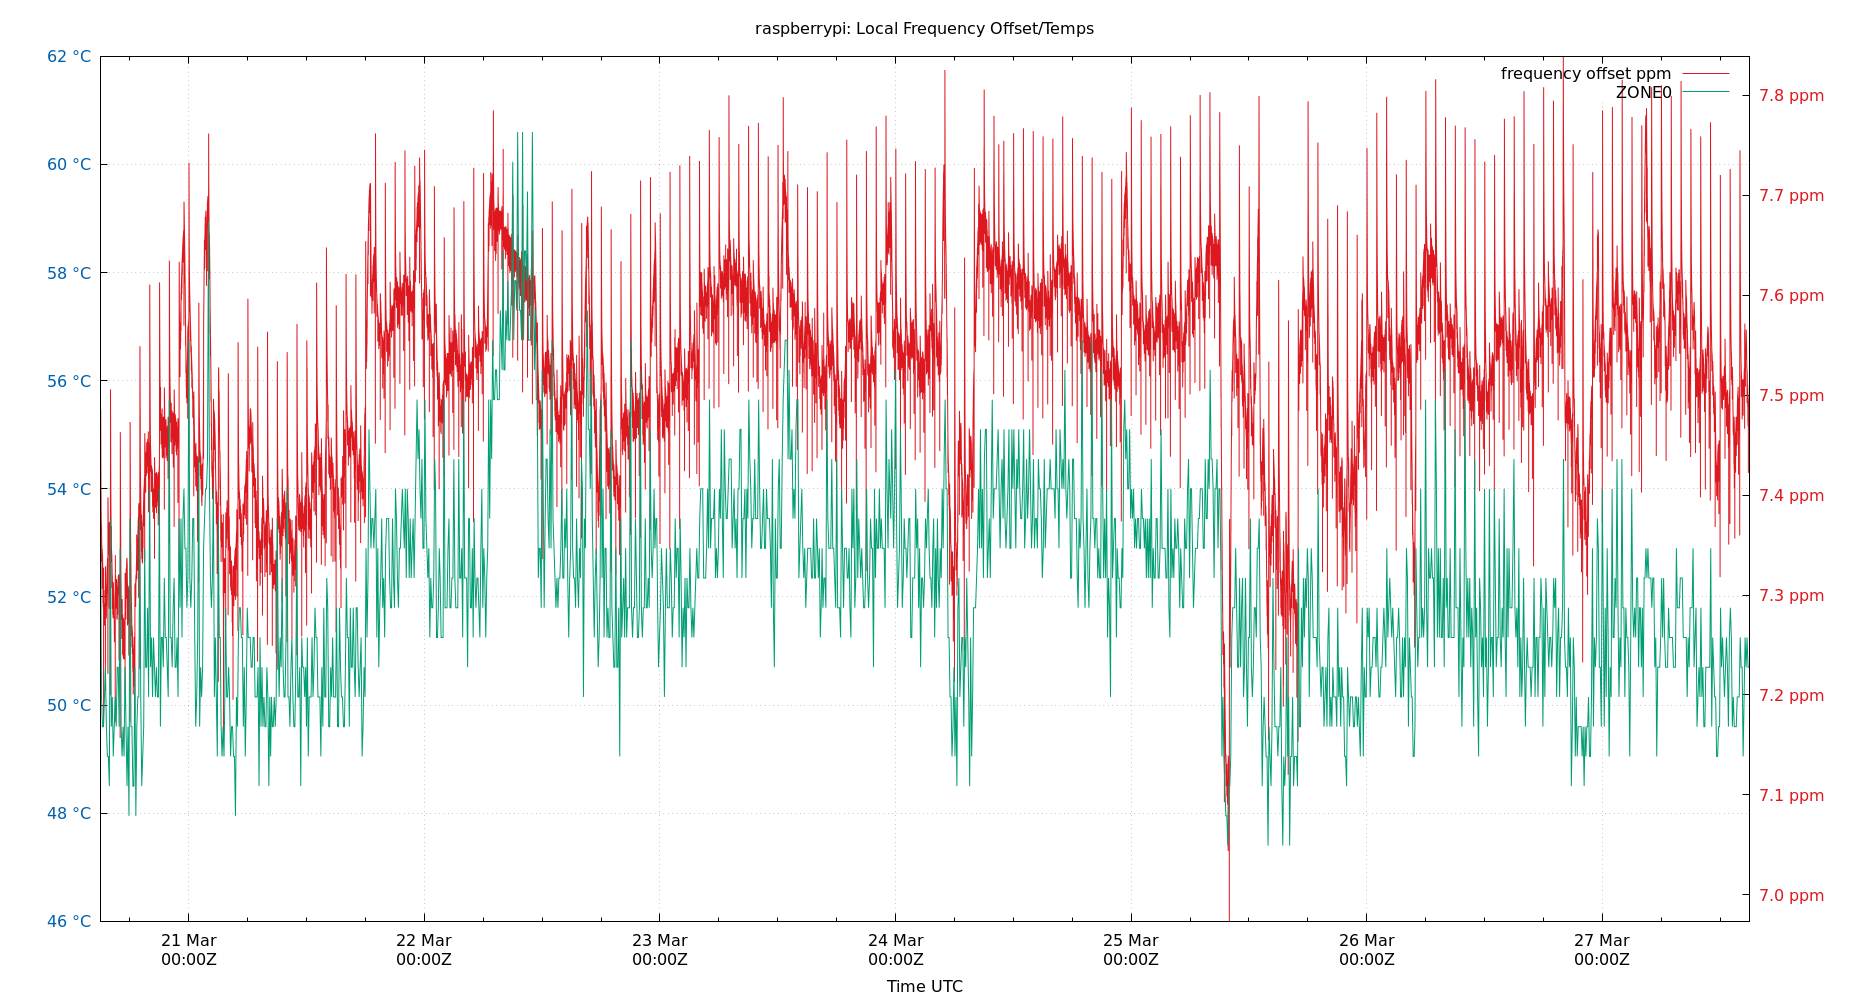 raspberrypi: Local Frequency Offset/Temps
frequency offset ppm
ZONE0
62 °C
60 °C
58 °C
56 °C
54 °C
52 °C
50 °C
48 °C
46 °C
7.8 ppm
7.7 ppm
7.6 ppm
7.5 ppm
7.4 ppm
7.3 ppm
7.2 ppm
7.1 ppm
7.0 ppm
21 Mar
00:00Z
22 Mar
00:00Z
23 Mar
00:00Z
24 Mar
00:00Z
25 Mar
00:00Z
26 Mar
00:00Z
27 Mar
00:00Z
Time UTC